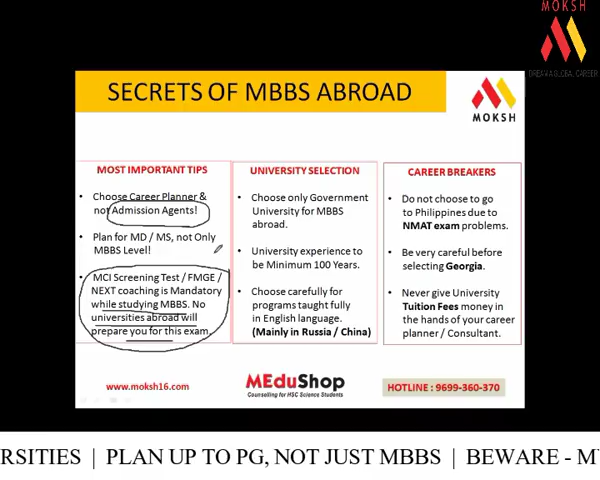 MOKSH
DREAM A GLOBAL CAREER
SECRETS OF MBBS ABROAD
MOKSH
MOST IMPORTANT TIPS
• Choose Career Planner &
not Admission Agents!
• Plan for MD / MS, not Only
MBBS Level!
• MCI Screening Test / FMGE /
NEXT coaching is Mandatory
while studying MBBS. No
universities abroad will
prepare you for this exam.
UNIVERSITY SELECTION
• Choose only Government
University for MBBS
abroad.
• University experience to
be Minimum 100 Years.
• Choose carefully for
programs taught fully
in English language.
(Mainly in Russia / China)
CAREER BREAKERS
• Do not choose to go
to Philippines due to
NMAT exam problems.
• Be very careful before
selecting Georgia.
• Never give University
Tuition Fees money in
the hands of your career
planner / Consultant.
www.moksh16.com
MEduShop
Counselling for HSC Science Students
HOTLINE : 9699-360-370
RSITIES | PLAN UP TO PG, NOT JUST MBBS | BEWARE - M